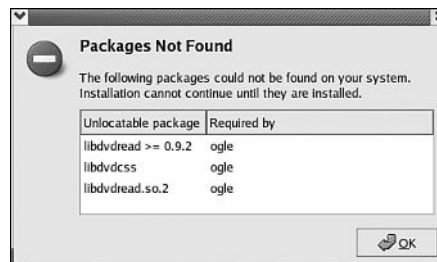 Packages Not Found
The following packages could not be found on your system.
Installation cannot continue until they are installed.
Unlocatable package Required by
libdvdread >= 0.9.2 ogle
libdvdcss ogle
libdvdread.so.2 ogle
OK